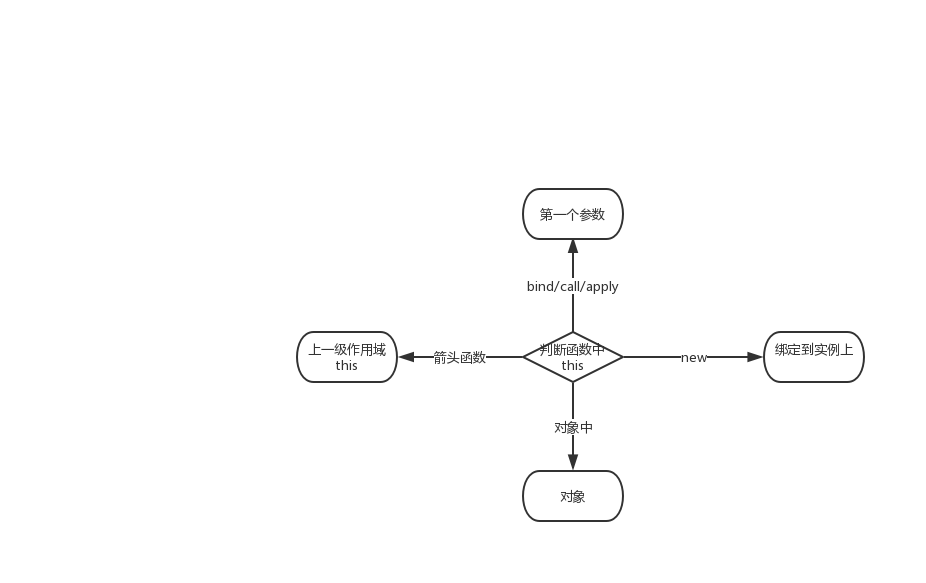 第一个参数
bind/call/apply
上一级作用域
this
箭头函数
判断函数中
this
new
绑定到实例上
对象中
对象